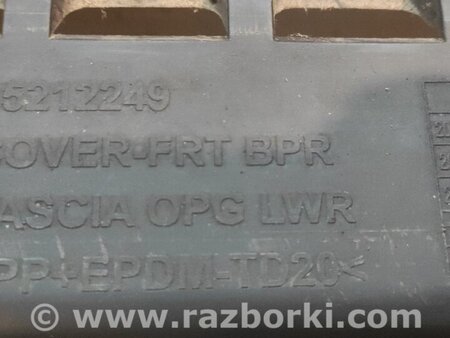 5212249
COVER-FRT BPR
ASCIA OPG LWR
PP+EPDM-TD20<
© www.razborki.com